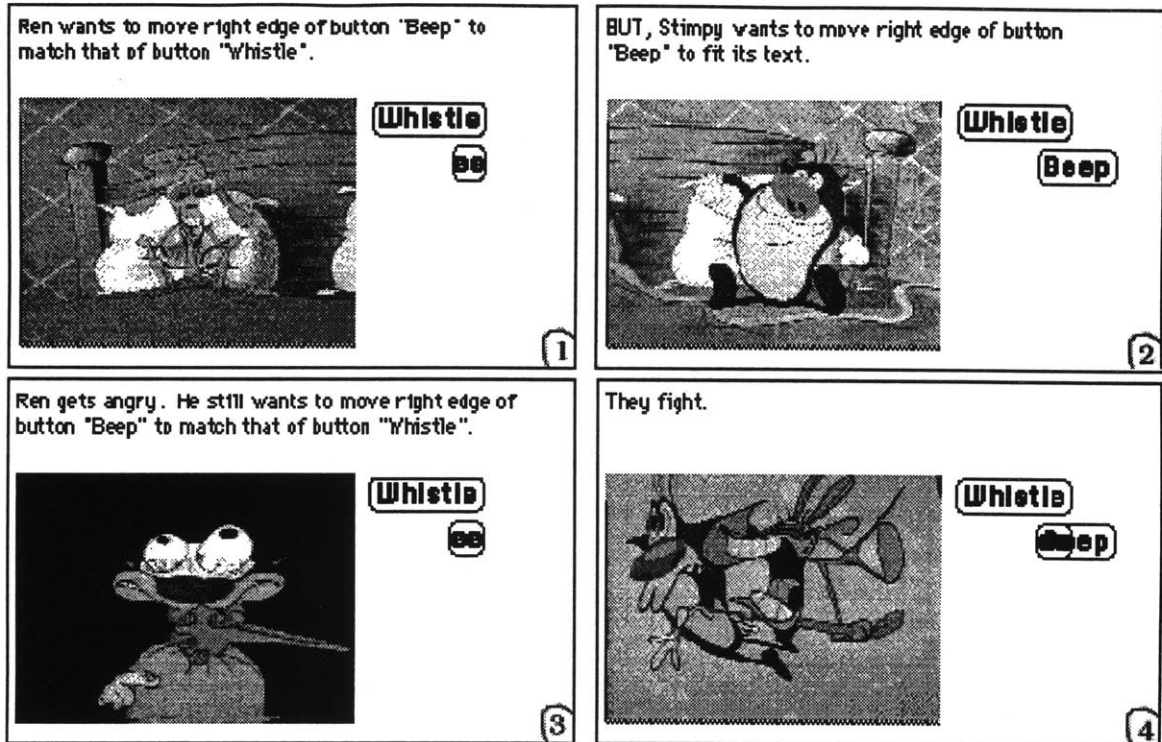 Ren wants to move right edge of button "Beep" to
match that of button "Whistle".
Whistle
ee
1
BUT, Stimpy wants to move right edge of button
"Beep" to fit its text.
Whistle
Beep
2
Ren gets angry. He still wants to move right edge of
button "Beep" to match that of button "Whistle".
Whistle
ee
3
They fight.
Whistle
eep
4